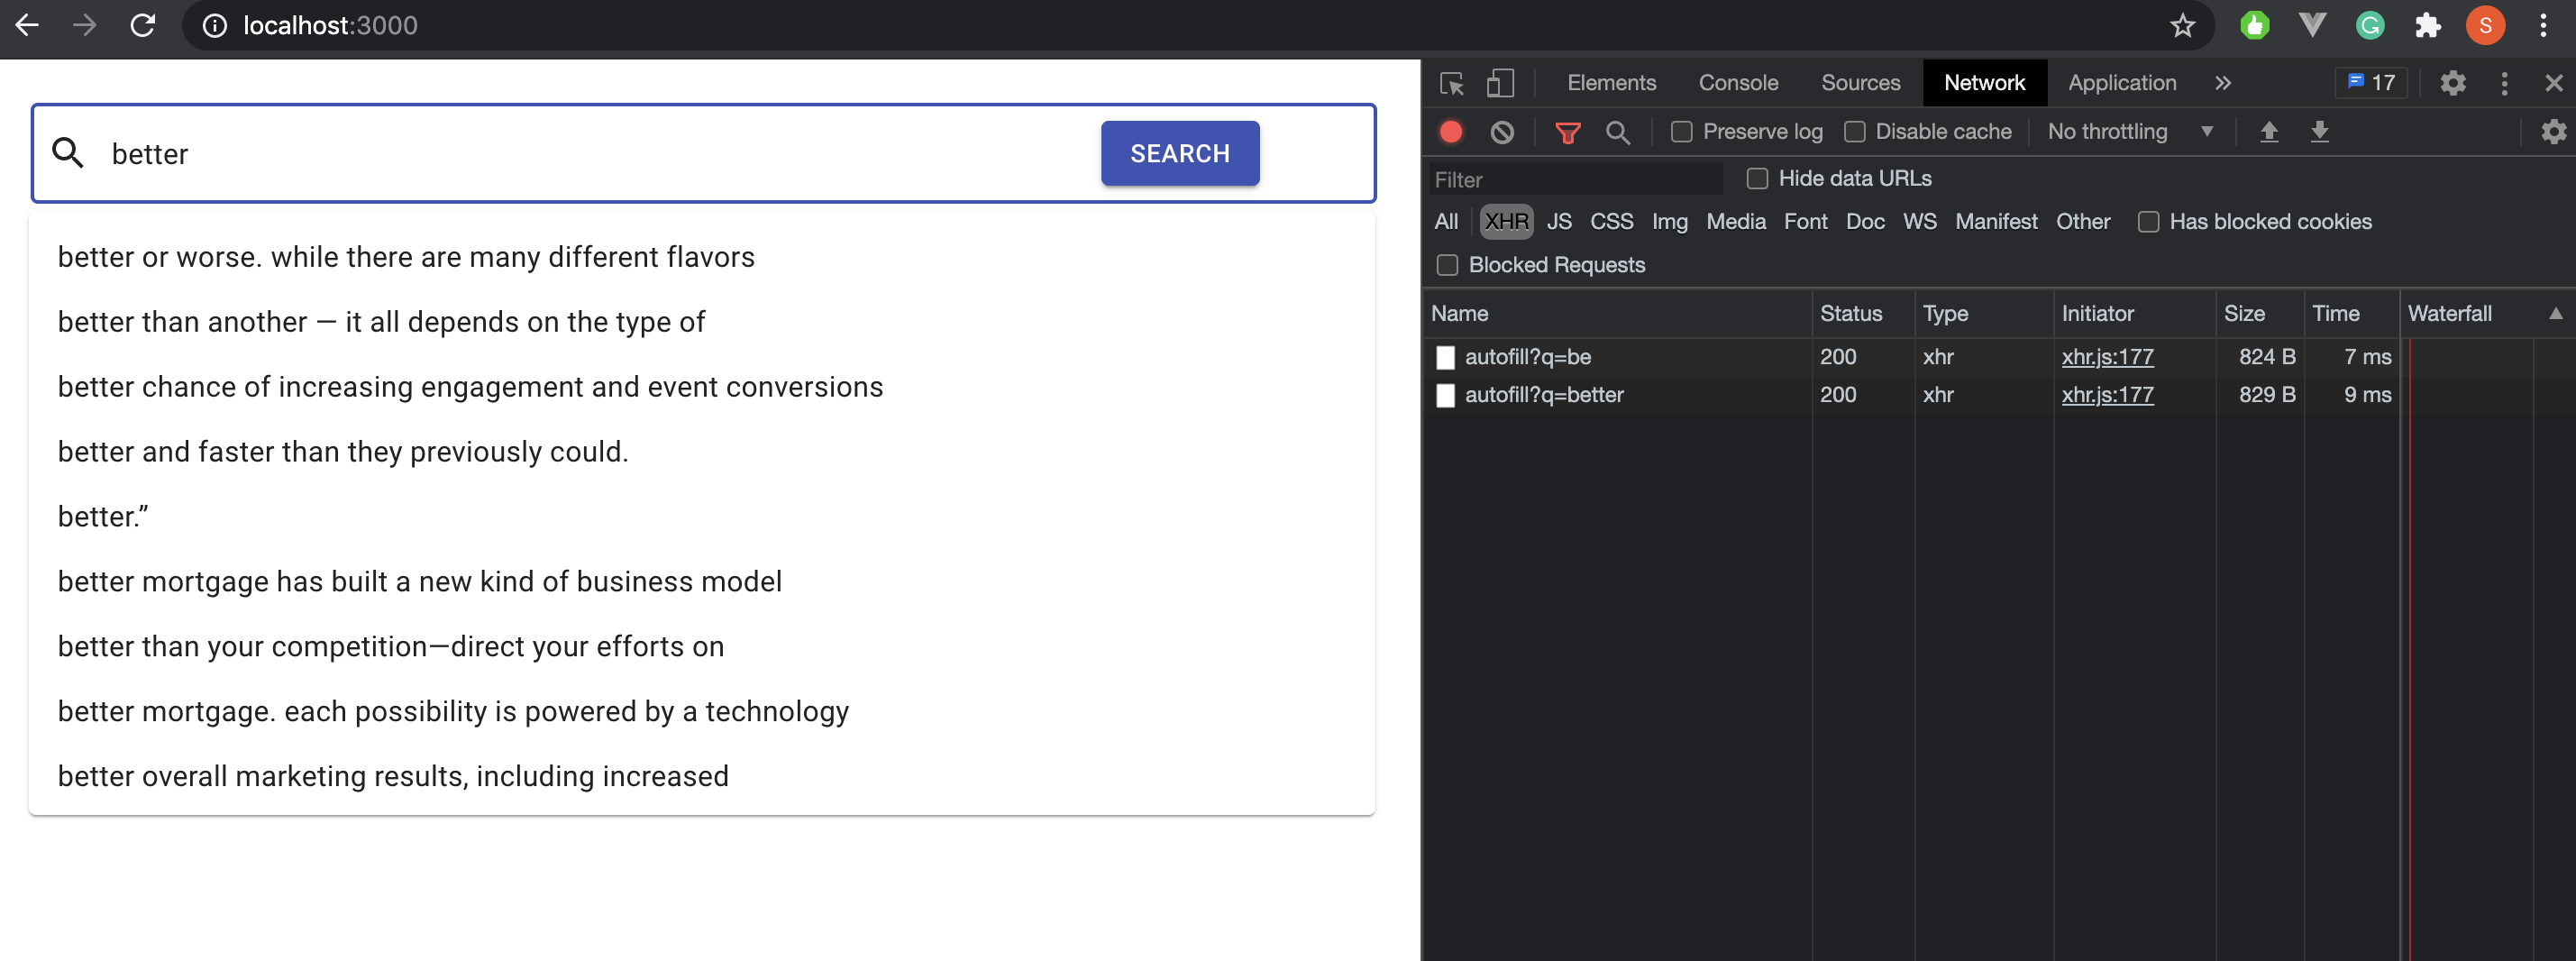 localhost:3000
S
better
SEARCH
better or worse. while there are many different flavors
better than another — it all depends on the type of
better chance of increasing engagement and event conversions
better and faster than they previously could.
better.”
better mortgage has built a new kind of business model
better than your competition—direct your efforts on
better mortgage. each possibility is powered by a technology
better overall marketing results, including increased
Elements Console Sources Network Application » 17
Preserve log Disable cache No throttling
Filter Hide data URLs
All XHR JS CSS Img Media Font Doc WS Manifest Other Has blocked cookies
Blocked Requests
Name Status Type Initiator Size Time Waterfall
autofill?q=be 200 xhr xhr.js:177 824 B 7 ms
autofill?q=better 200 xhr xhr.js:177 829 B 9 ms